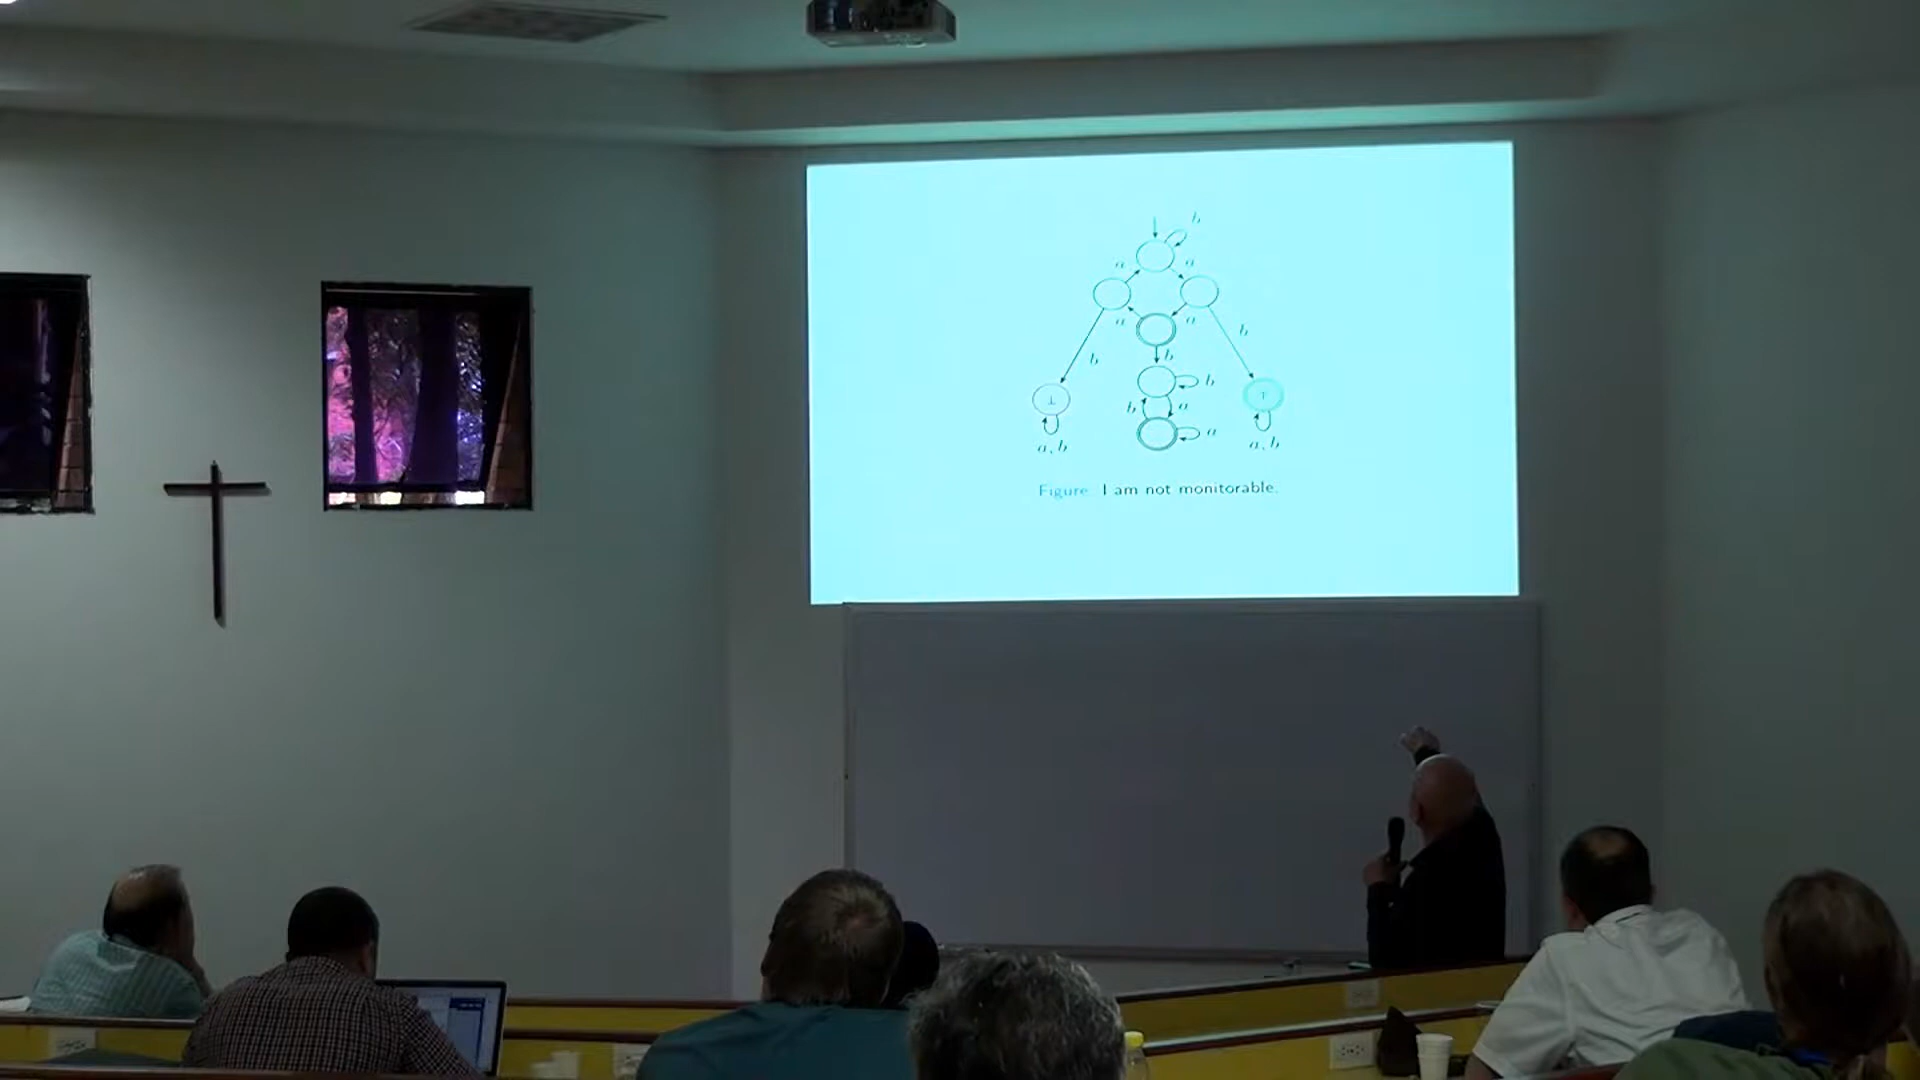 b
a a
a a
b b
b
⊥ b ⊤
b a
a
a, b a, b
Figure I am not monitorable.